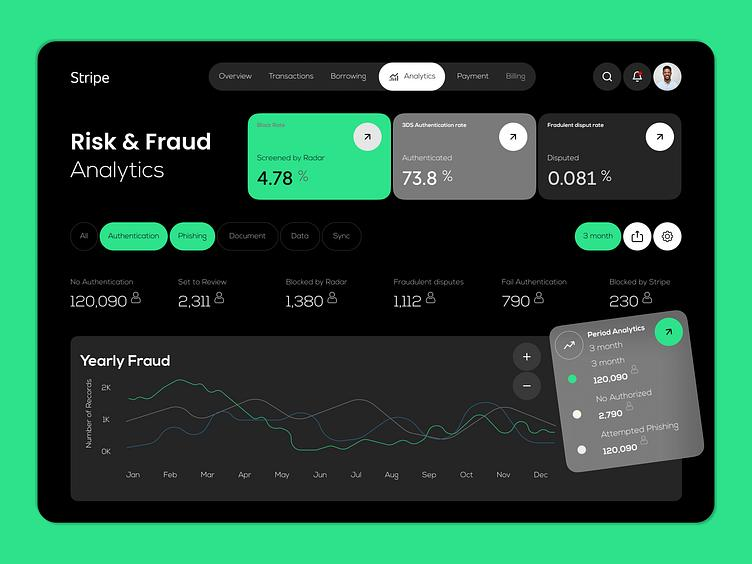 Stripe
Overview
Transactions
Borrowing
Analytics
Payment
Billing
Risk & Fraud
Analytics
Block Rate
Screened by Radar
4.78 %
3DS Authentication rate
Authenticated
73.8 %
Fradulent disput rate
Disputed
0.081 %
All
Authentication
Phishing
Document
Data
Sync
3 month
No Authentication
120,090
Sot to Review
2,311
Blocked by Radar
1,380
Fraudulent disputes
1,112
Fail Authentication
790
Blocked by Stripe
230
Yearly Fraud
+
−
Number of Records
2K
1K
0K
Jan
Feb
Mar
Apr
May
Jun
Jul
Aug
Sep
Oct
Nov
Dec
Period Analytics
3 month
3 month
120,090
No Authorized
2,790
Attempted Phishing
120,090